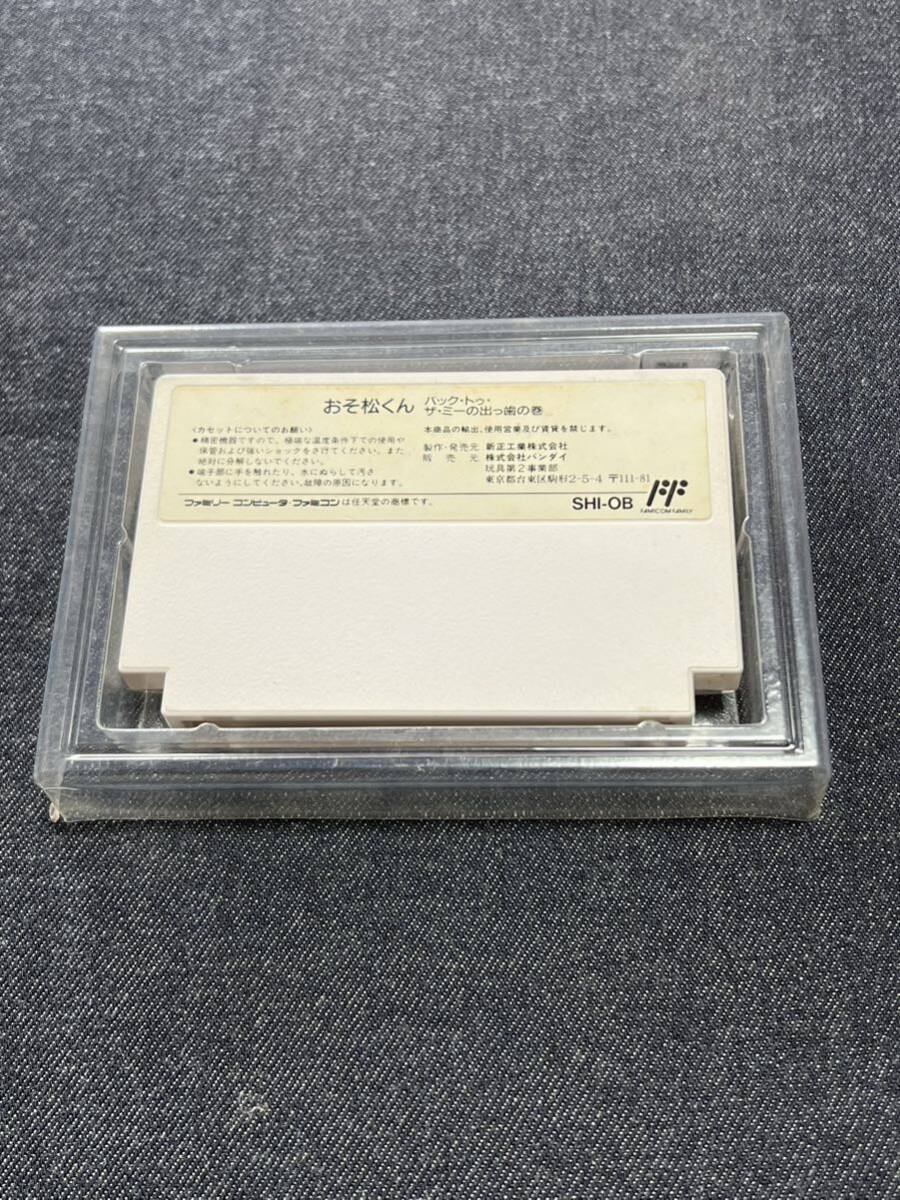 おそ松くん バック・トゥ・
ザ・ミーの出っ歯の巻
〈カセットについてのお願い〉
●精密機器ですので、極端な温度条件下での使用や
保管および強いショックをさけてください。また、
絶対に分解しないでください。
●端子部に手を触れたり、水にぬらして汚さ
ないようにしてください。故障の原因になります。
ファミリー コンピュータ・ファミコンは任天堂の商標です。
本商品の輸出、使用営業及び賃貸を禁じます。
製作・発売元 新正工業株式会社
販売元 株式会社バンダイ
玩具第2事業部
東京都台東区駒形2-5-4 〒111-81
SHI-OB
FAMICOM FAMILY